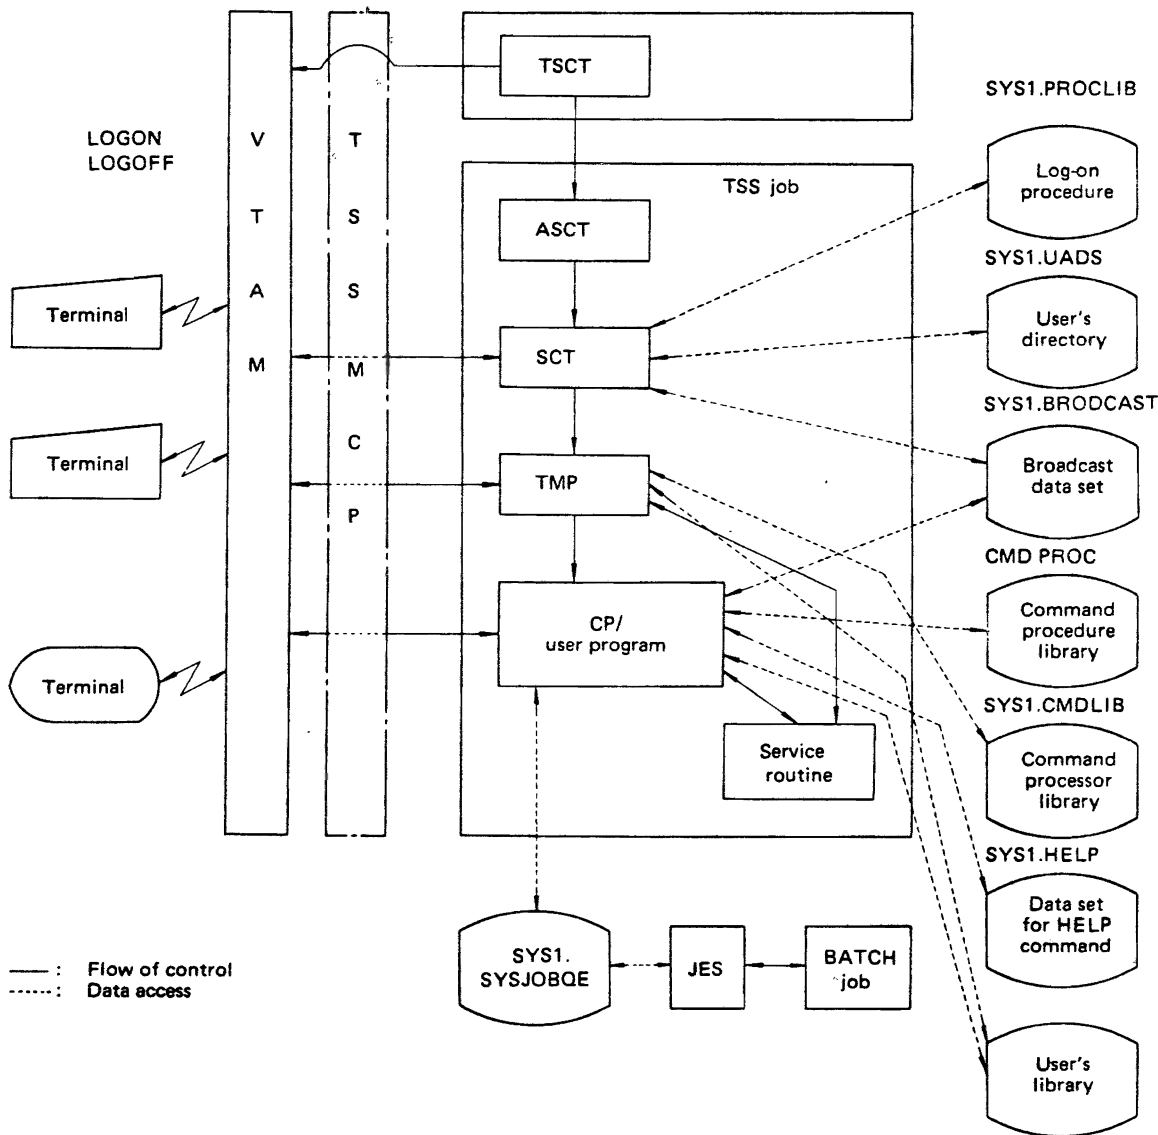 TSCT
SYS1.PROCLIB
LOGON
LOGOFF
V
T
A
M
T
S
S
M
C
P
TSS job
Log-on
procedure
ASCT
SYS1.UADS
Terminal
User's
directory
SCT
SYS1.BRODCAST
Terminal
TMP
Broadcast
data set
CMD PROC
CP/
user program
Command
procedure
library
Terminal
SYS1.CMDLIB
Service
routine
Command
processor
library
SYS1.HELP
Data set
for HELP
command
SYS1.
SYSJOBQE
JES
BATCH
job
——— : Flow of control
------ : Data access
User's
library